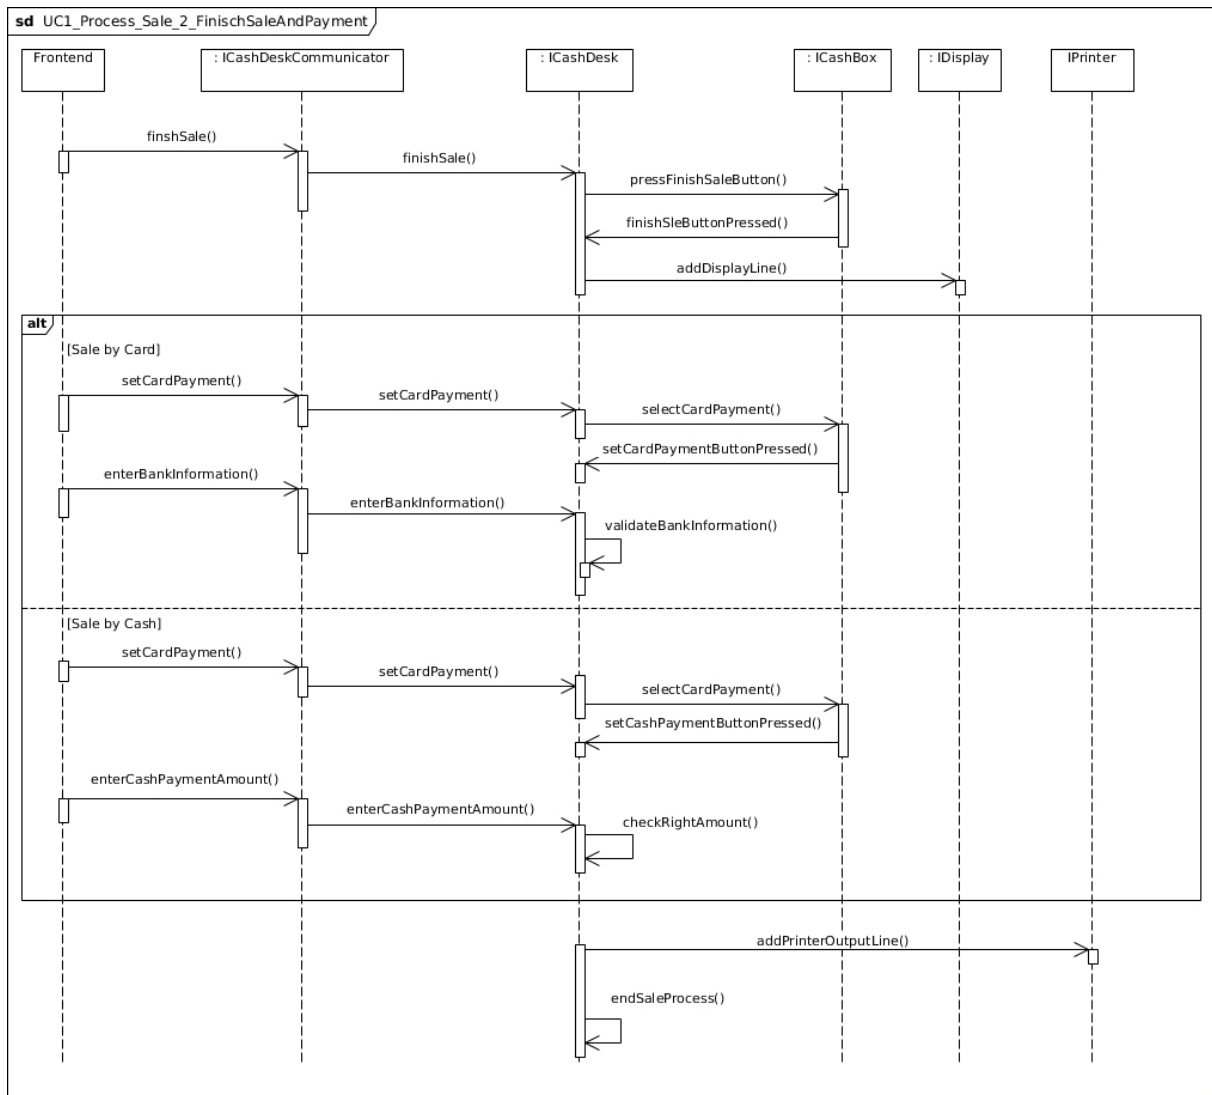 sd UC1_Process_Sale_2_FinischSaleAndPayment
Frontend
: ICashDeskCommunicator
: ICashDesk
: ICashBox
: IDisplay
IPrinter
finshSale()
finishSale()
pressFinishSaleButton()
finishSleButtonPressed()
addDisplayLine()
alt
[Sale by Card]
setCardPayment()
setCardPayment()
selectCardPayment()
setCardPaymentButtonPressed()
enterBankInformation()
enterBankInformation()
validateBankInformation()
[Sale by Cash]
setCardPayment()
setCardPayment()
selectCardPayment()
setCashPaymentButtonPressed()
enterCashPaymentAmount()
enterCashPaymentAmount()
checkRightAmount()
addPrinterOutputLine()
endSaleProcess()